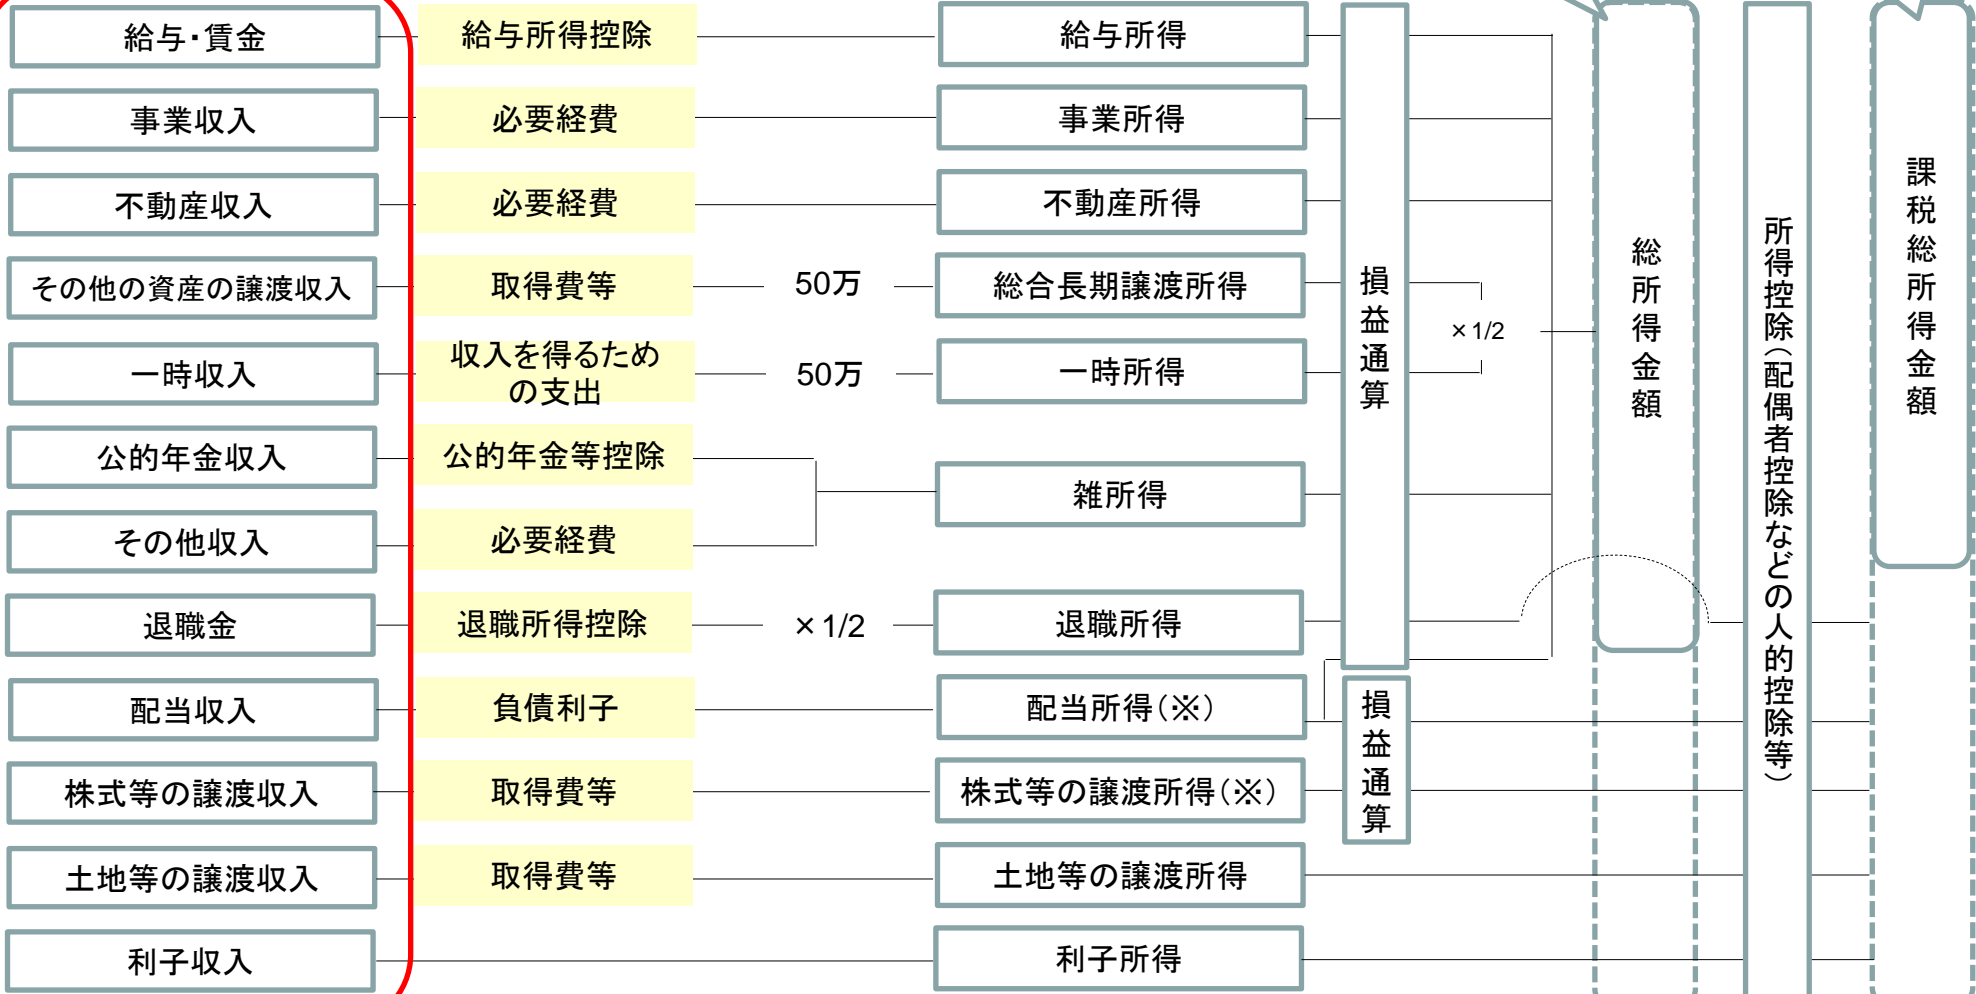 給与・賃金 給与所得控除 給与所得
事業収入 必要経費 事業所得
不動産収入 必要経費 不動産所得
その他の資産の譲渡収入 取得費等 50万 総合長期譲渡所得
一時収入 収入を得るため
の支出 50万 一時所得
×1/2
公的年金収入 公的年金等控除
雑所得
その他収入 必要経費
退職金 退職所得控除 ×1/2 退職所得
配当収入 負債利子 配当所得(※)
株式等の譲渡収入 取得費等 株式等の譲渡所得(※)
土地等の譲渡収入 取得費等 土地等の譲渡所得
利子収入 利子所得
損益通算
損益通算
総所得金額
所得控除(配偶者控除などの人的控除等)
課税総所得金額